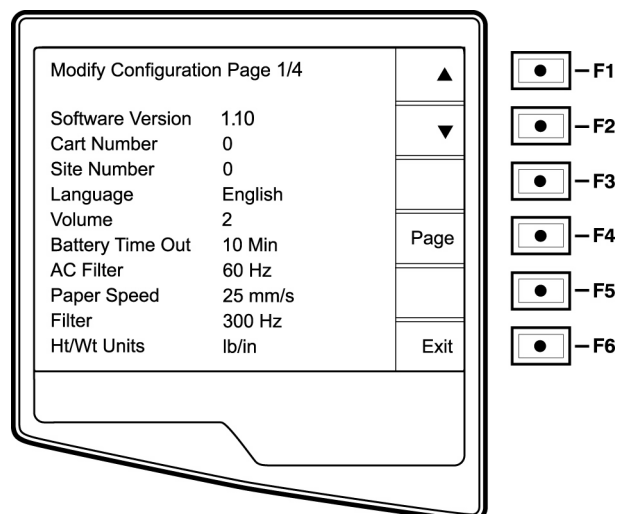 Modify Configuration Page 1/4 ▲
Software Version 1.10 ▼
Cart Number 0
Site Number 0
Language English
Volume 2
Battery Time Out 10 Min Page
AC Filter 60 Hz
Paper Speed 25 mm/s
Filter 300 Hz
Ht/Wt Units lb/in Exit
F1
F2
F3
F4
F5
F6